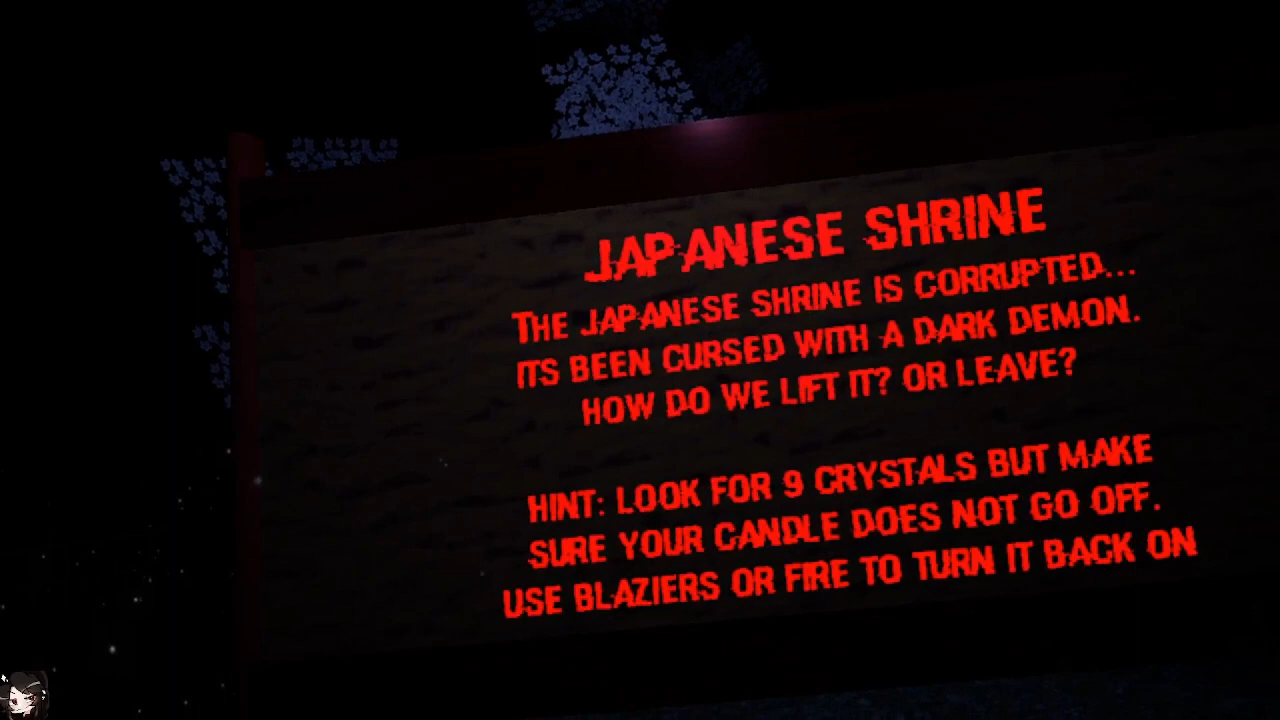 JAPANESE SHRINE
THE JAPANESE SHRINE IS CORRUPTED...
ITS BEEN CURSED WITH A DARK DEMON.
HOW DO WE LIFT IT? OR LEAVE?
HINT: LOOK FOR 9 CRYSTALS BUT MAKE
SURE YOUR CANDLE DOES NOT GO OFF.
USE BLAZIERS OR FIRE TO TURN IT BACK ON